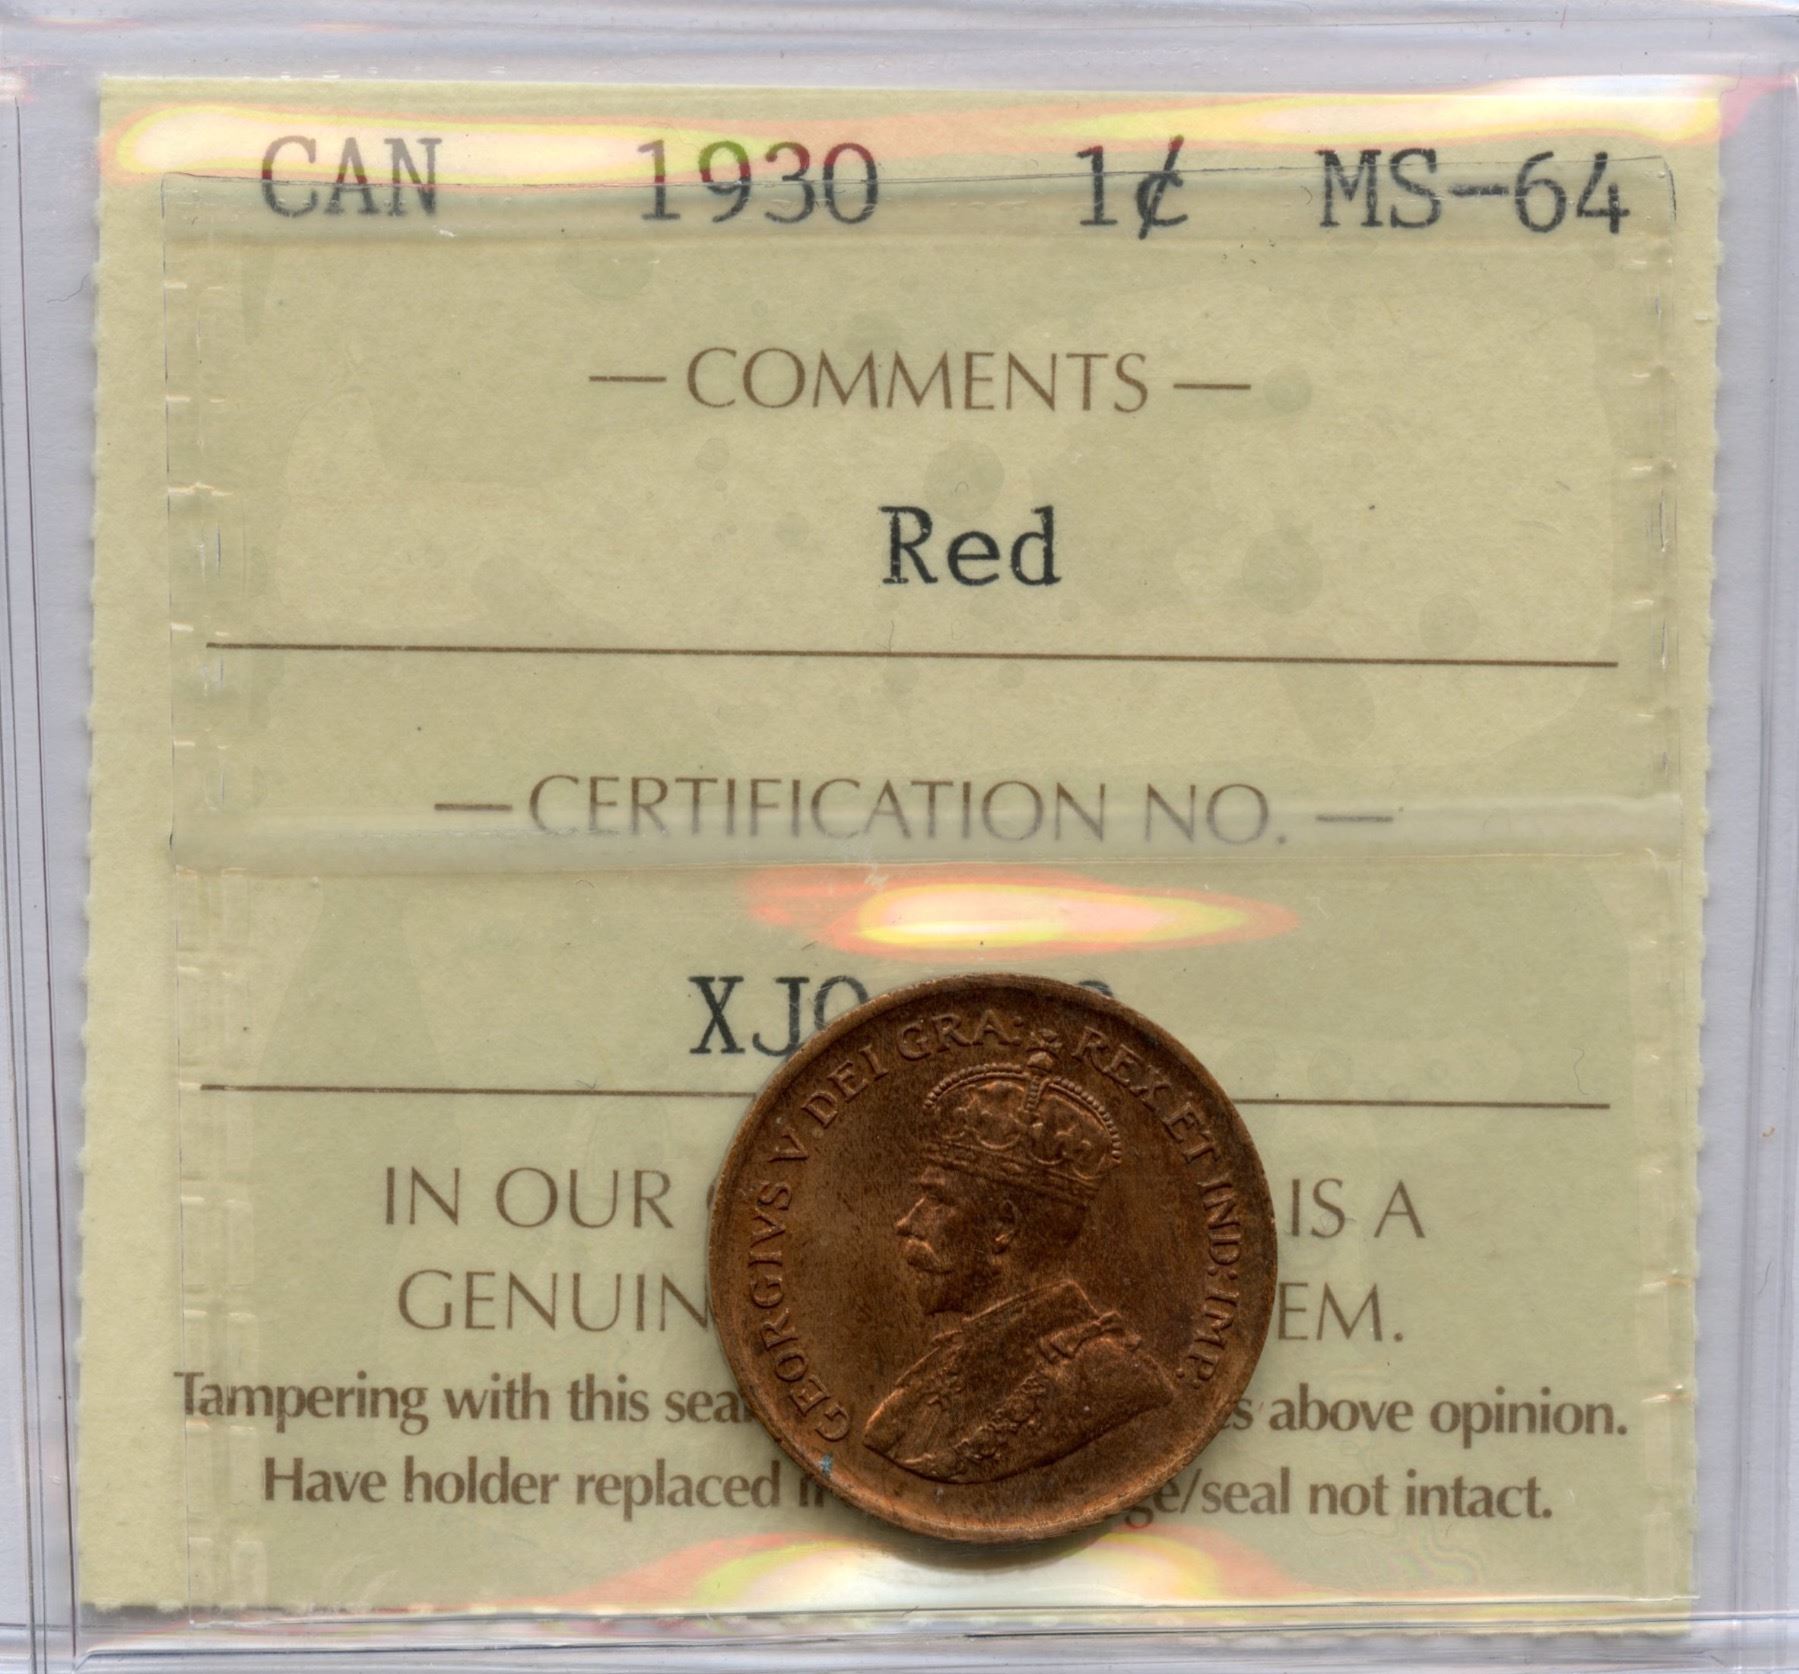 CAN 1930 1¢ MS-64
— COMMENTS —
Red
— CERTIFICATION NO. —
IN OUR IS A
GENUIN EM.
Tampering with this sea s above opinion.
Have holder replaced ge/seal not intact.
GEORGIVS V DEI GRA: REX ET IND: IMP: